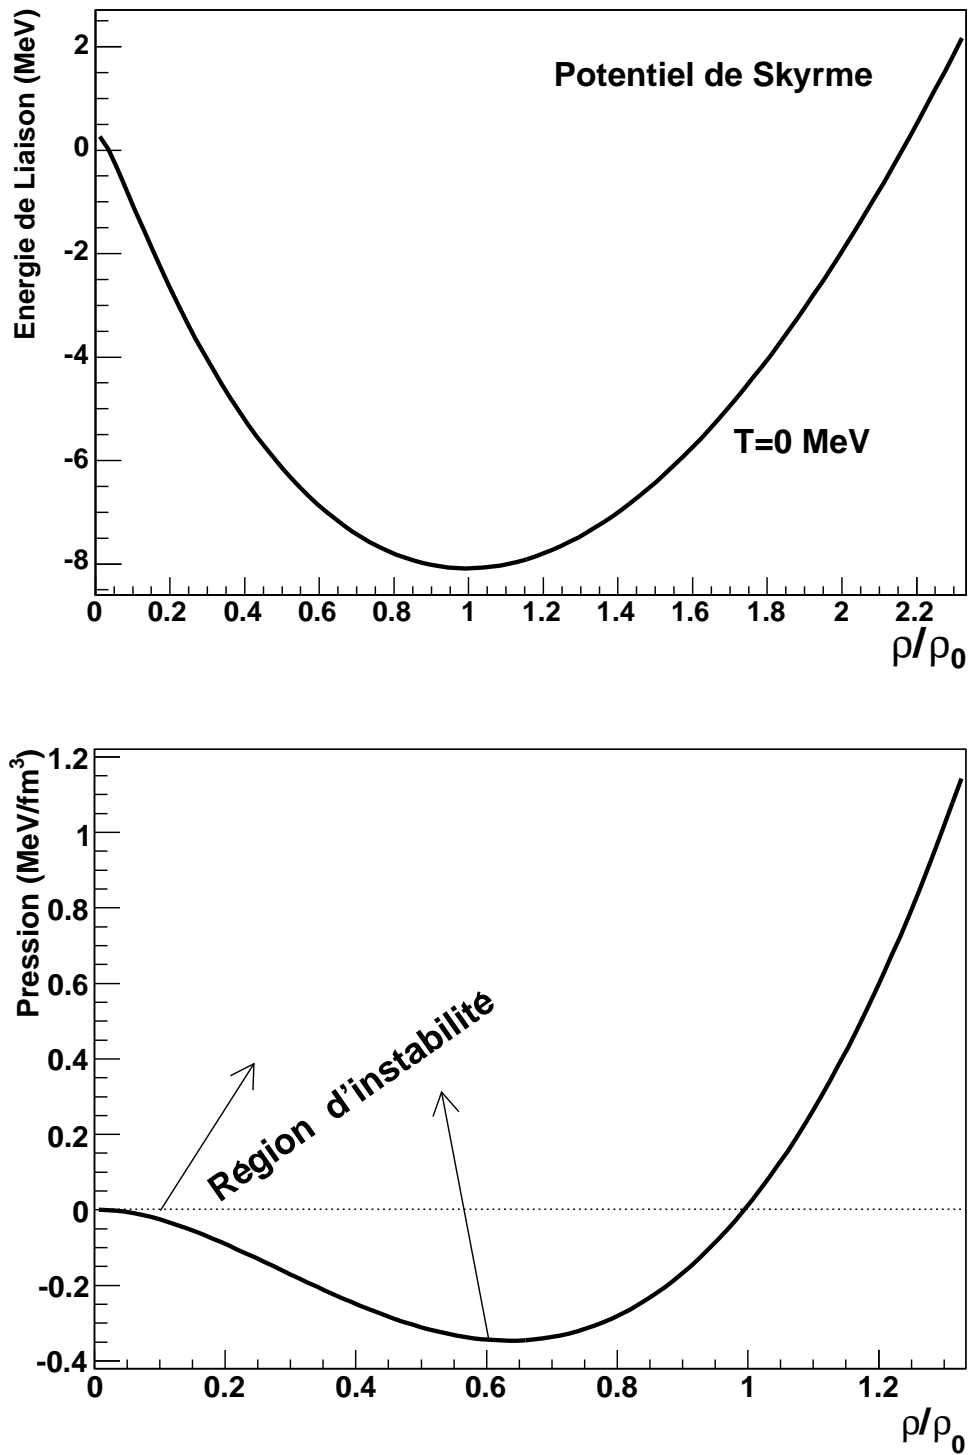 Energie de Liaison (MeV)
2
0
-2
-4
-6
-8
Potentiel de Skyrme
T=0 MeV
0 0.2 0.4 0.6 0.8 1 1.2 1.4 1.6 1.8 2 2.2
ρ/ρ0
Pression (MeV/fm3)
1.2
1
0.8
0.6
0.4
0.2
0
-0.2
-0.4
Région d'instabilité
0 0.2 0.4 0.6 0.8 1 1.2
ρ/ρ0